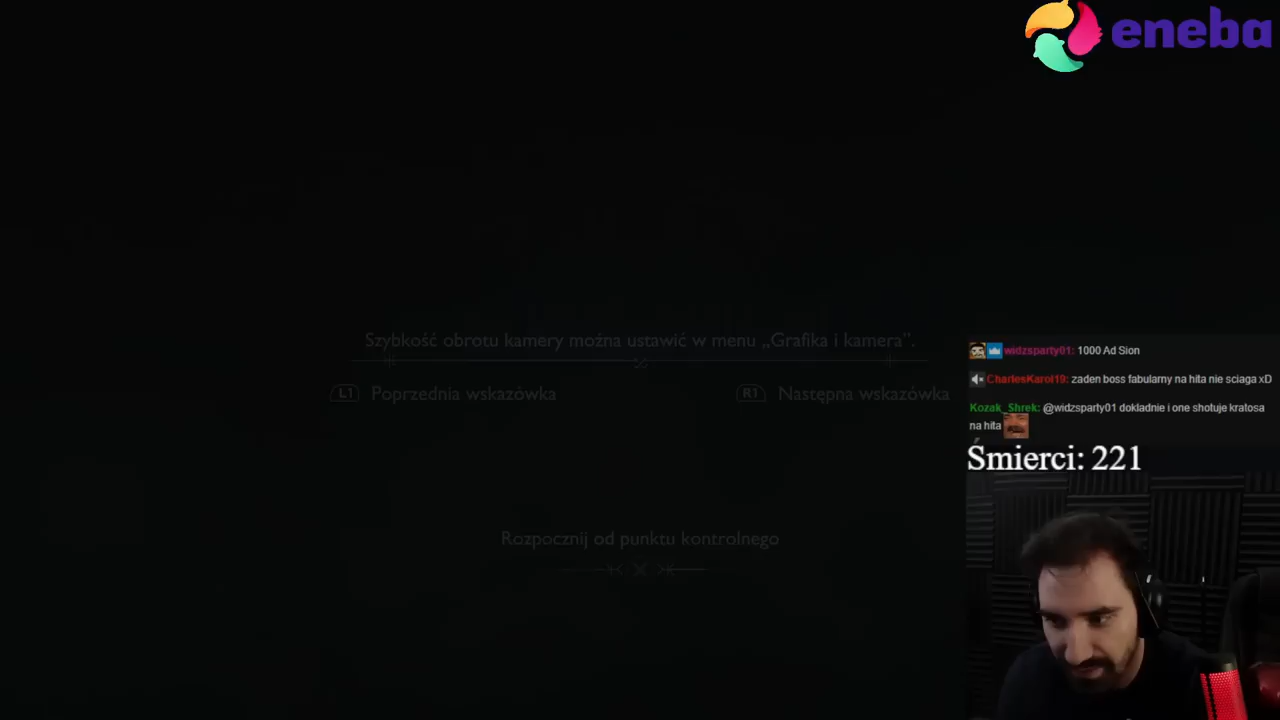 eneba
Szybkość obrotu kamery można ustawić w menu „Grafika i kamera”.
L1 Poprzednia wskazówka
R1 Następna wskazówka
widzsparty01: 1000 Ad Sion
CharlesKarol19: zaden boss fabularny na hita nie sciaga xD
Kozak_Shrek: @widzsparty01 dokladnie i one shotuje kratosa
na hita
Śmierci: 221
Rozpocznij od punktu kontrolnego